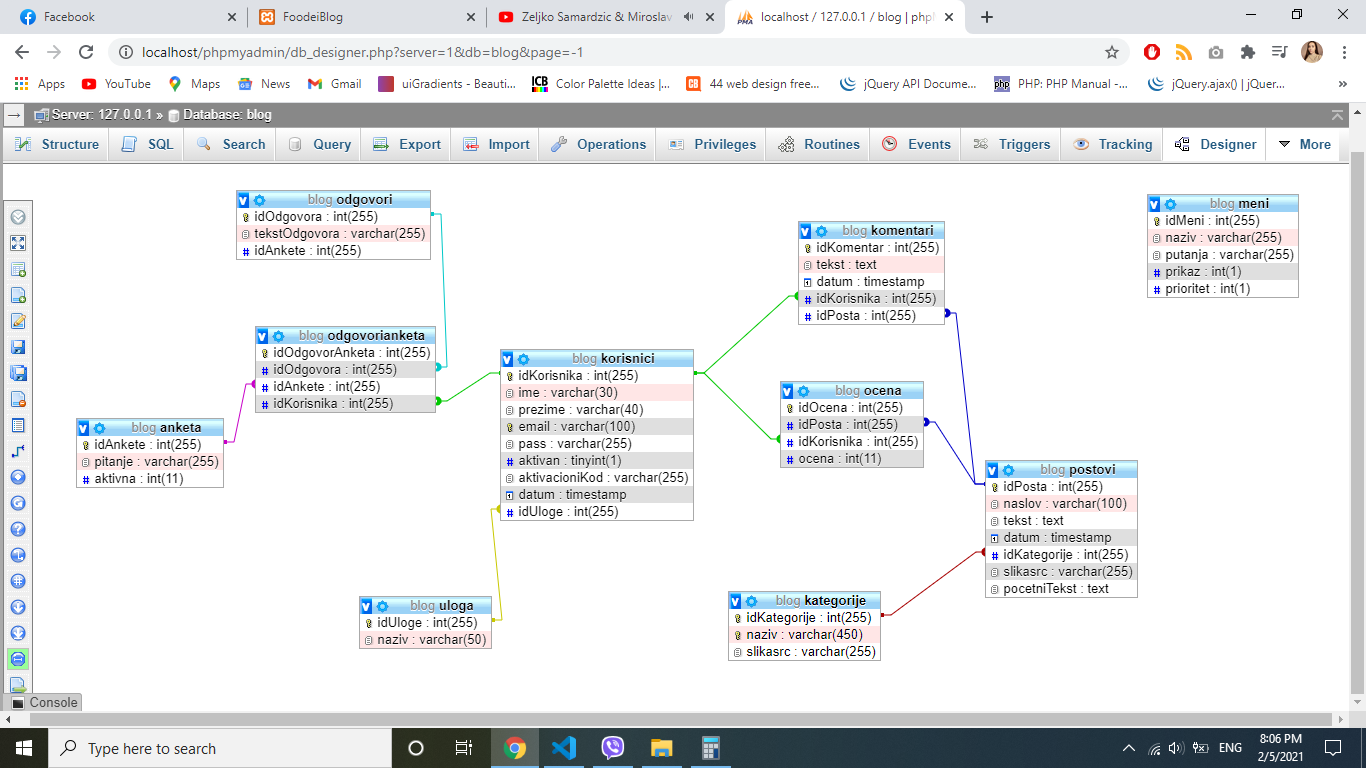 Facebook
FoodeiBlog
Zeljko Samardzic & Miroslav
localhost / 127.0.0.1 / blog | php
localhost/phpmyadmin/db_designer.php?server=1&db=blog&page=-1
Apps
YouTube
Maps
News
Gmail
uiGradients - Beauti...
ICB
Color Palette Ideas |...
44 web design free...
jQuery API Docume...
php
PHP: PHP Manual -...
jQuery.ajax() | jQuer...
Server: 127.0.0.1 » Database: blog
Structure
SQL
Search
Query
Export
Import
Operations
Privileges
Routines
Events
Triggers
Tracking
Designer
More
blog odgovori
idOdgovora : int(255)
tekstOdgovora : varchar(255)
idAnkete : int(255)
blog odgovorianketa
idOdgovorAnketa : int(255)
idOdgovora : int(255)
idAnkete : int(255)
idKorisnika : int(255)
blog anketa
idAnkete : int(255)
pitanje : varchar(255)
aktivna : int(11)
blog korisnici
idKorisnika : int(255)
ime : varchar(30)
prezime : varchar(40)
email : varchar(100)
pass : varchar(255)
aktivan : tinyint(1)
aktivacioniKod : varchar(255)
datum : timestamp
idUloge : int(255)
blog uloga
idUloge : int(255)
naziv : varchar(50)
blog komentari
idKomentar : int(255)
tekst : text
datum : timestamp
idKorisnika : int(255)
idPosta : int(255)
blog ocena
idOcena : int(255)
idPosta : int(255)
idKorisnika : int(255)
ocena : int(11)
blog kategorije
idKategorije : int(255)
naziv : varchar(450)
slikasrc : varchar(255)
blog postovi
idPosta : int(255)
naslov : varchar(100)
tekst : text
datum : timestamp
idKategorije : int(255)
slikasrc : varchar(255)
pocetniTekst : text
blog meni
idMeni : int(255)
naziv : varchar(255)
putanja : varchar(255)
prikaz : int(1)
prioritet : int(1)
Console
Type here to search
ENG
8:06 PM
2/5/2021